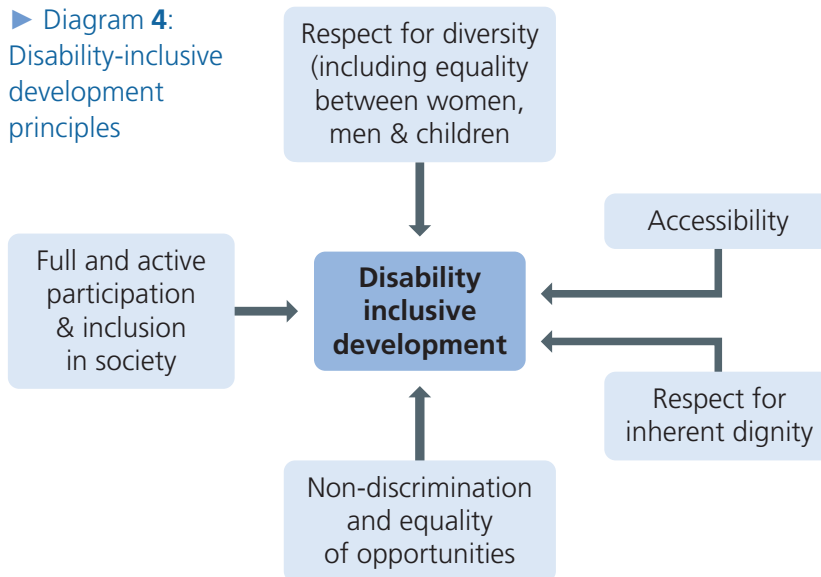 ► Diagram 4:
Disability-inclusive
development
principles
Respect for diversity
(including equality
between women,
men & children
Accessibility
Full and active
participation
& inclusion
in society
Disability
inclusive
development
Respect for
inherent dignity
Non-discrimination
and equality
of opportunities